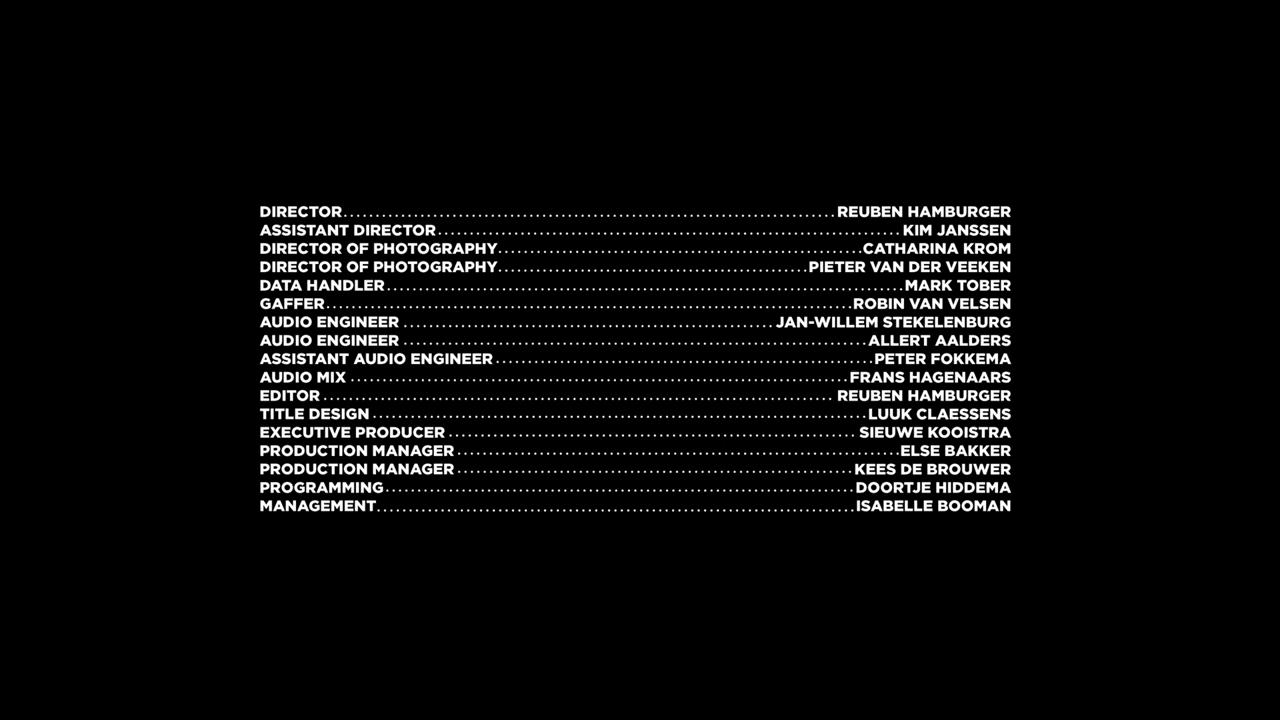 DIRECTOR................................................................................REUBEN HAMBURGER
ASSISTANT DIRECTOR................................................................................KIM JANSSEN
DIRECTOR OF PHOTOGRAPHY................................................................CATHARINA KROM
DIRECTOR OF PHOTOGRAPHY......................................................PIETER VAN DER VEEKEN
DATA HANDLER......................................................................................MARK TOBER
GAFFER......................................................................................ROBIN VAN VELSEN
AUDIO ENGINEER................................................................JAN-WILLEM STEKELENBURG
AUDIO ENGINEER................................................................................ALLERT AALDERS
ASSISTANT AUDIO ENGINEER..................................................................PETER FOKKEMA
AUDIO MIX....................................................................................FRANS HAGENAARS
EDITOR......................................................................................REUBEN HAMBURGER
TITLE DESIGN....................................................................................LUUK CLAESSENS
EXECUTIVE PRODUCER......................................................................SIEUWE KOOISTRA
PRODUCTION MANAGER............................................................................ELSE BAKKER
PRODUCTION MANAGER....................................................................KEES DE BROUWER
PROGRAMMING..............................................................................DOORTJE HIDDEMA
MANAGEMENT................................................................................ISABELLE BOOMAN